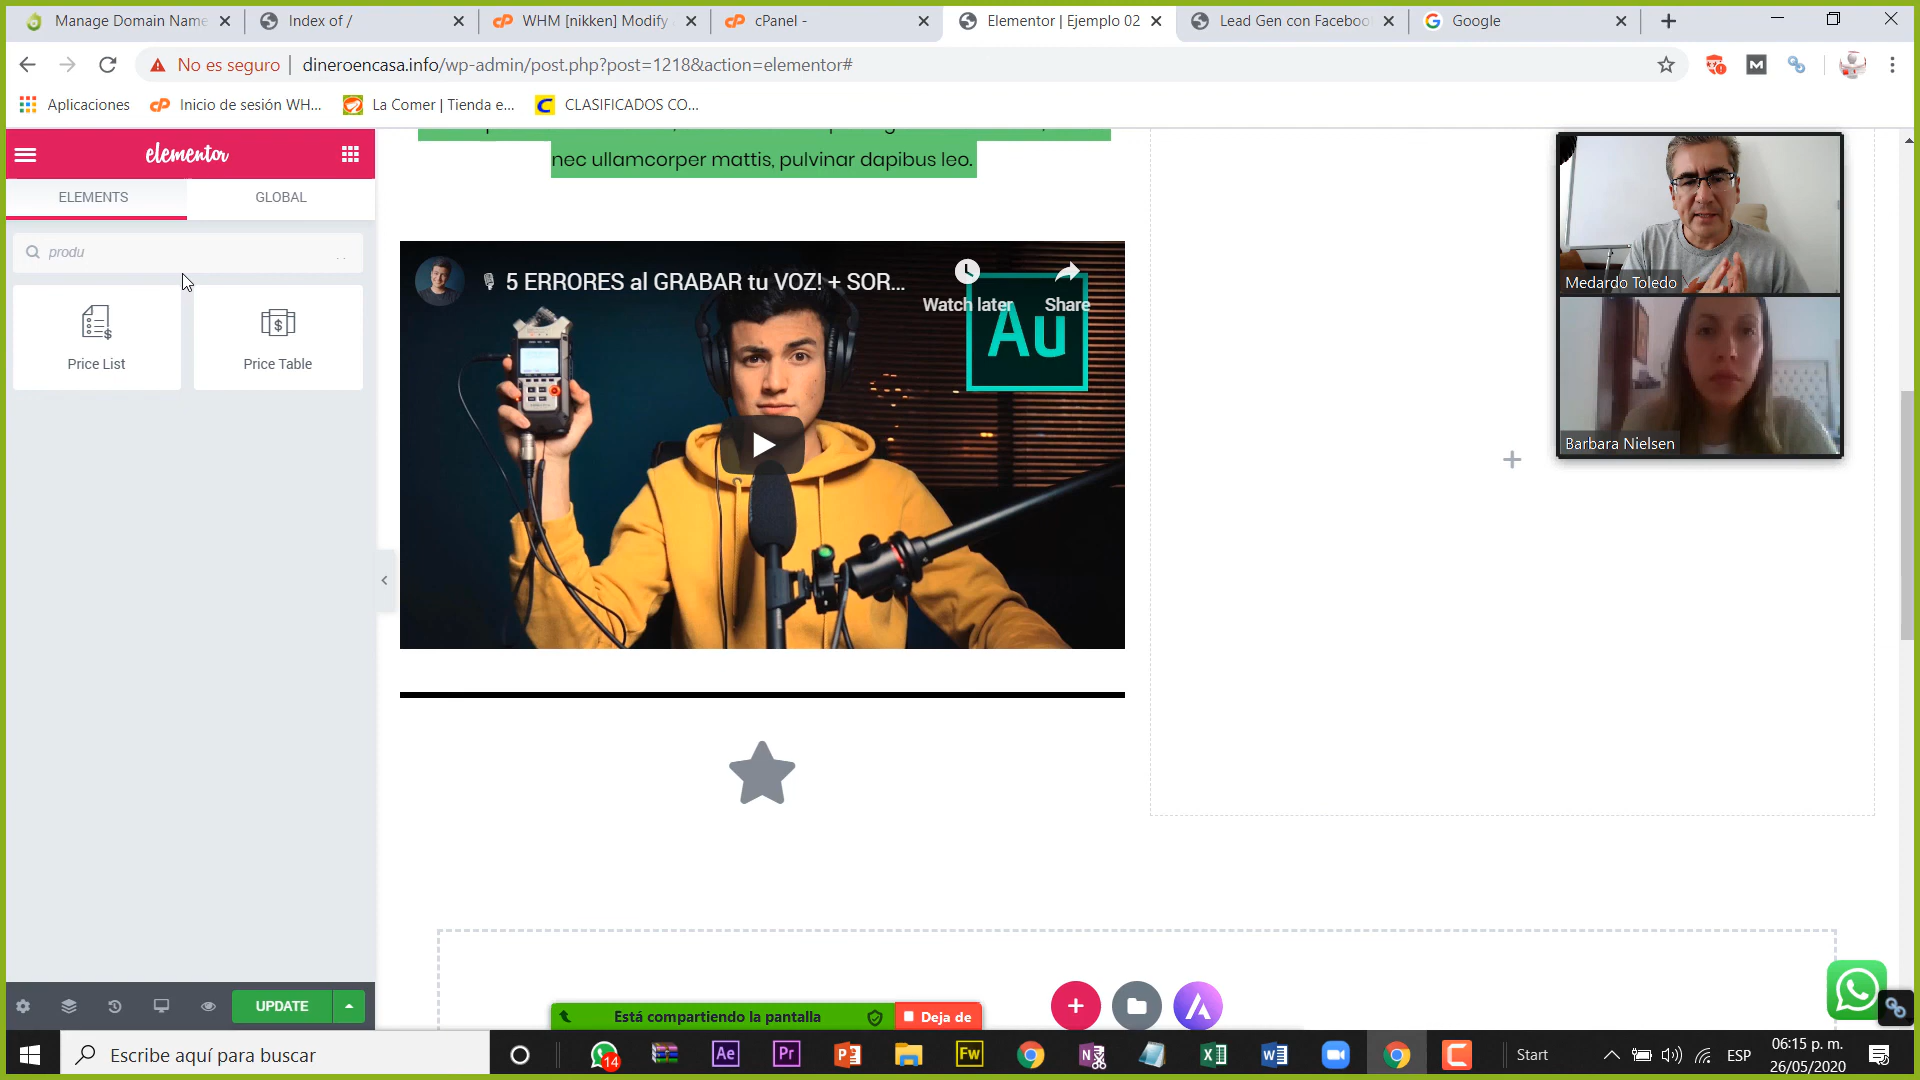 Manage Domain Name
Index of /
WHM [nikken] Modify
cPanel -
Elementor | Ejemplo 02
Lead Gen con Faceboo
Google
No es seguro
dineroencasa.info/wp-admin/post.php?post=1218&action=elementor#
Aplicaciones
Inicio de sesión WH...
La Comer | Tienda e...
CLASIFICADOS CO...
elementor
ELEMENTS
GLOBAL
produ
Price List
Price Table
nec ullamcorper mattis, pulvinar dapibus leo.
5 ERRORES al GRABAR tu VOZ! + SOR...
Watch later
Share
Au
Medardo Toledo
Barbara Nielsen
UPDATE
Está compartiendo la pantalla
Deja de
Escribe aquí para buscar
14
Ae
Pr
Fw
Start
ESP
06:15 p. m.
26/05/2020